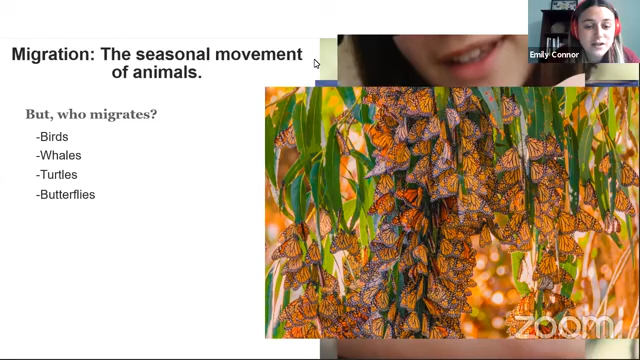 Migration: The seasonal movement
of animals.
But, who migrates?
-Birds
-Whales
-Turtles
-Butterflies
Emily Connor
zoom